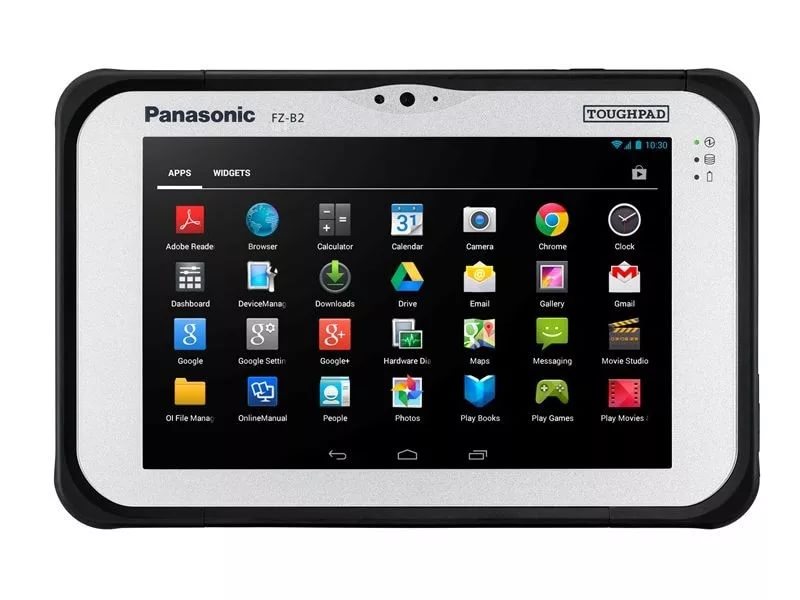 Panasonic FZ-B2 TOUGHPAD
10:30
APPS WIDGETS
31
Adobe Reade Browser Calculator Calendar Camera Chrome Clock
Dashboard DeviceManag Downloads Drive Email Gallery Gmail
Google Google Settin Google+ Hardware Dia Maps Messaging Movie Studio
OI File Manag OnlineManual People Photos Play Books Play Games Play Movies &